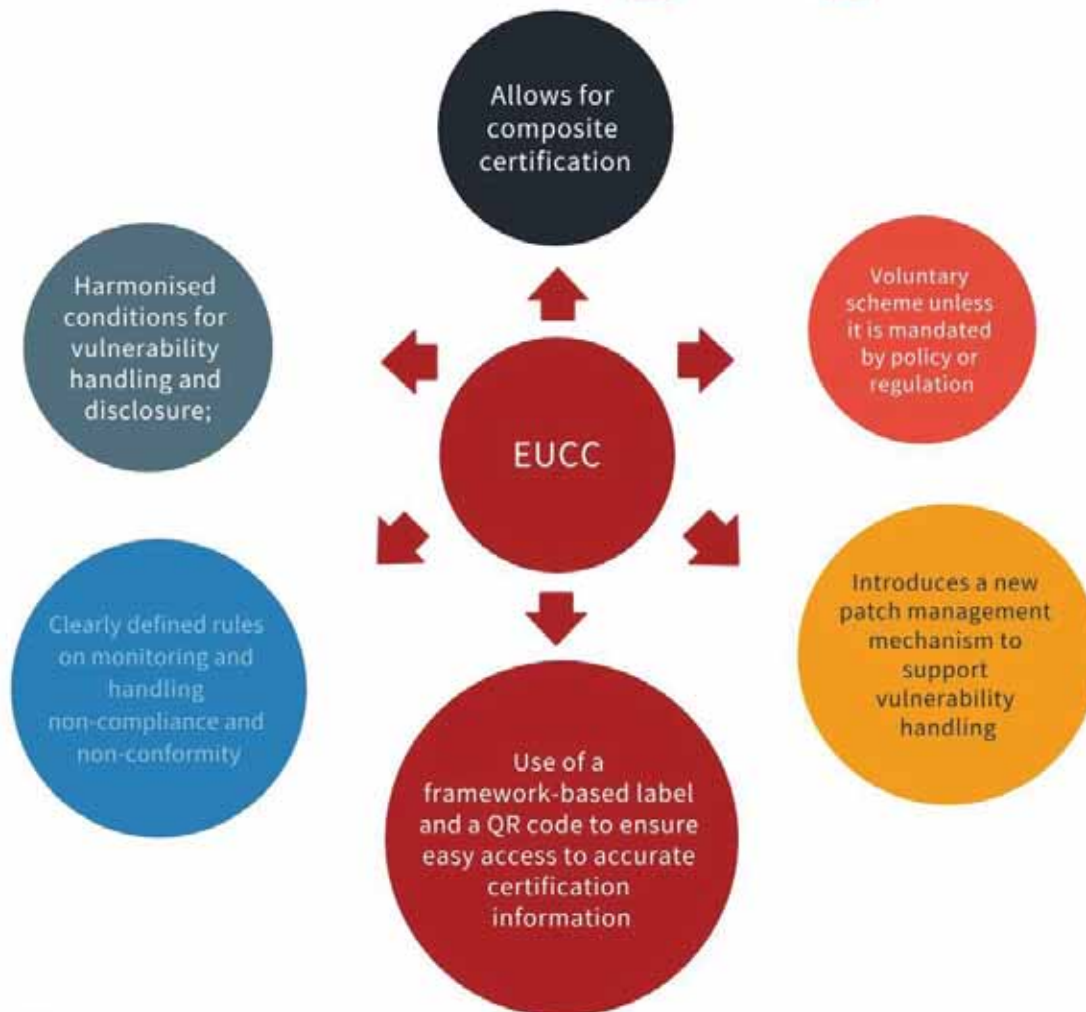 Allows for
composite
certification
Harmonised
conditions for
vulnerability
handling and
disclosure;
Voluntary
scheme unless
it is mandated
by policy or
regulation
EUCC
Clearly defined rules
on monitoring and
handling
non-compliance and
non-conformity
Introduces a new
patch management
mechanism to
support
vulnerability
handling
Use of a
framework-based label
and a QR code to ensure
easy access to accurate
certification
information